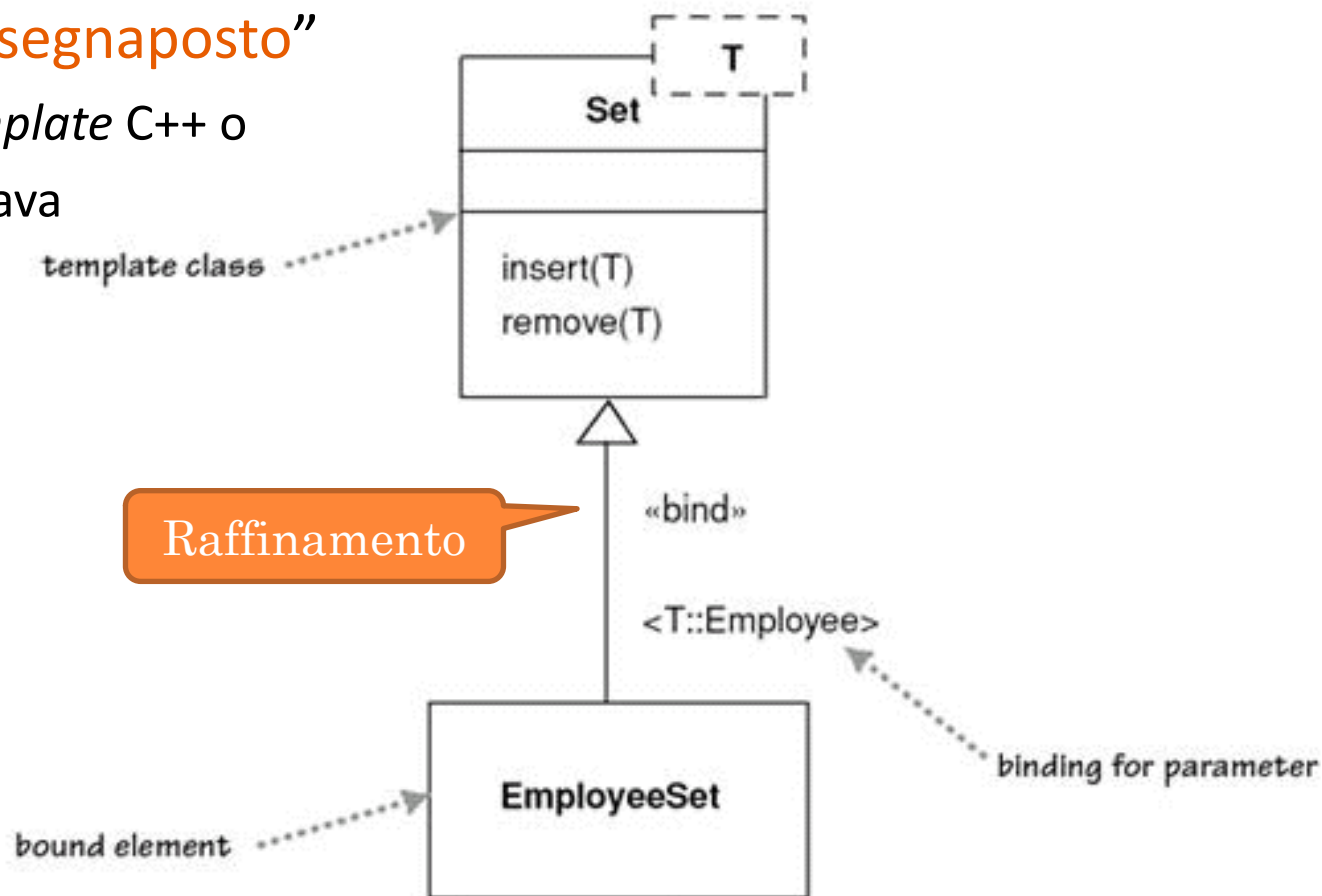 segnaposto”
plate C++ o
ava
T
Set
template class
insert(T)
remove(T)
Raffinamento
«bind»
<T::Employee>
binding for parameter
EmployeeSet
bound element